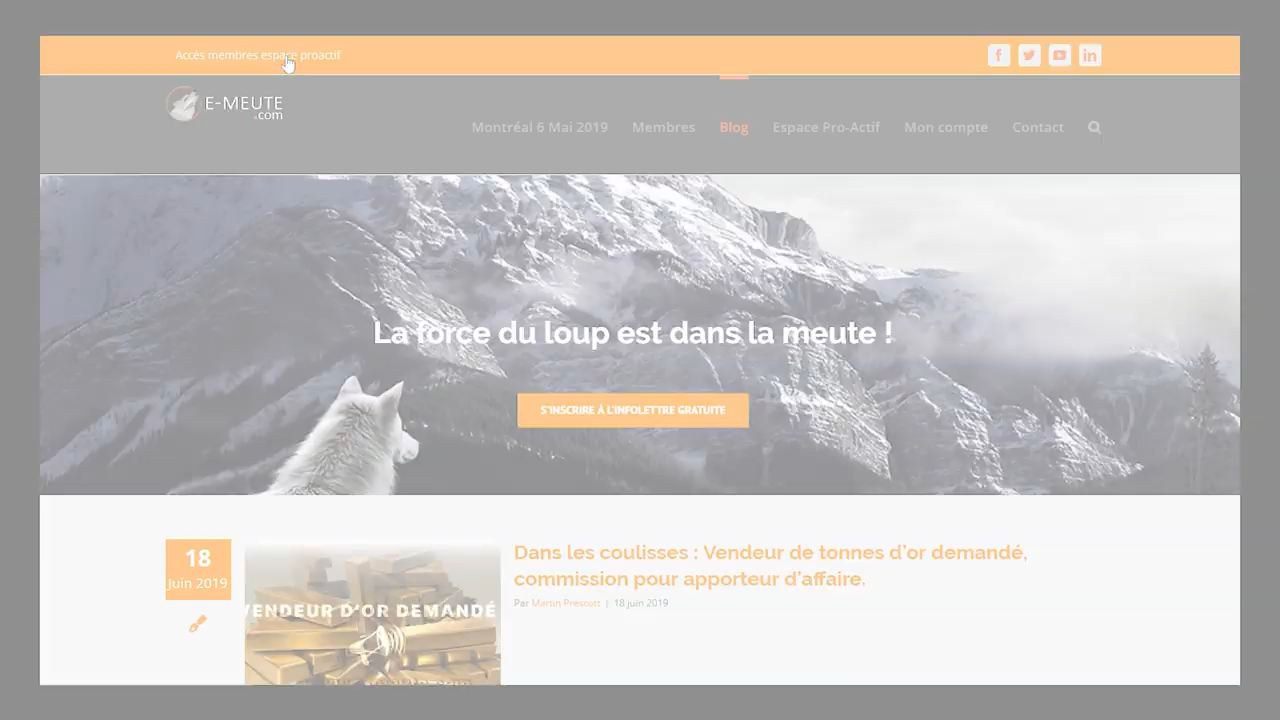 Accès membres espace proactif
E-MEUTE
.com
Montréal 6 Mai 2019 Membres Blog Espace Pro-Actif Mon compte Contact
La force du loup est dans la meute !
S'INSCRIRE À L'INFOLETTRE GRATUITE
18
Juin 2019
VENDEUR D'OR DEMANDÉ
Dans les coulisses : Vendeur de tonnes d'or demandé,
commission pour apporteur d'affaire.
Par Martin Prescott | 18 juin 2019